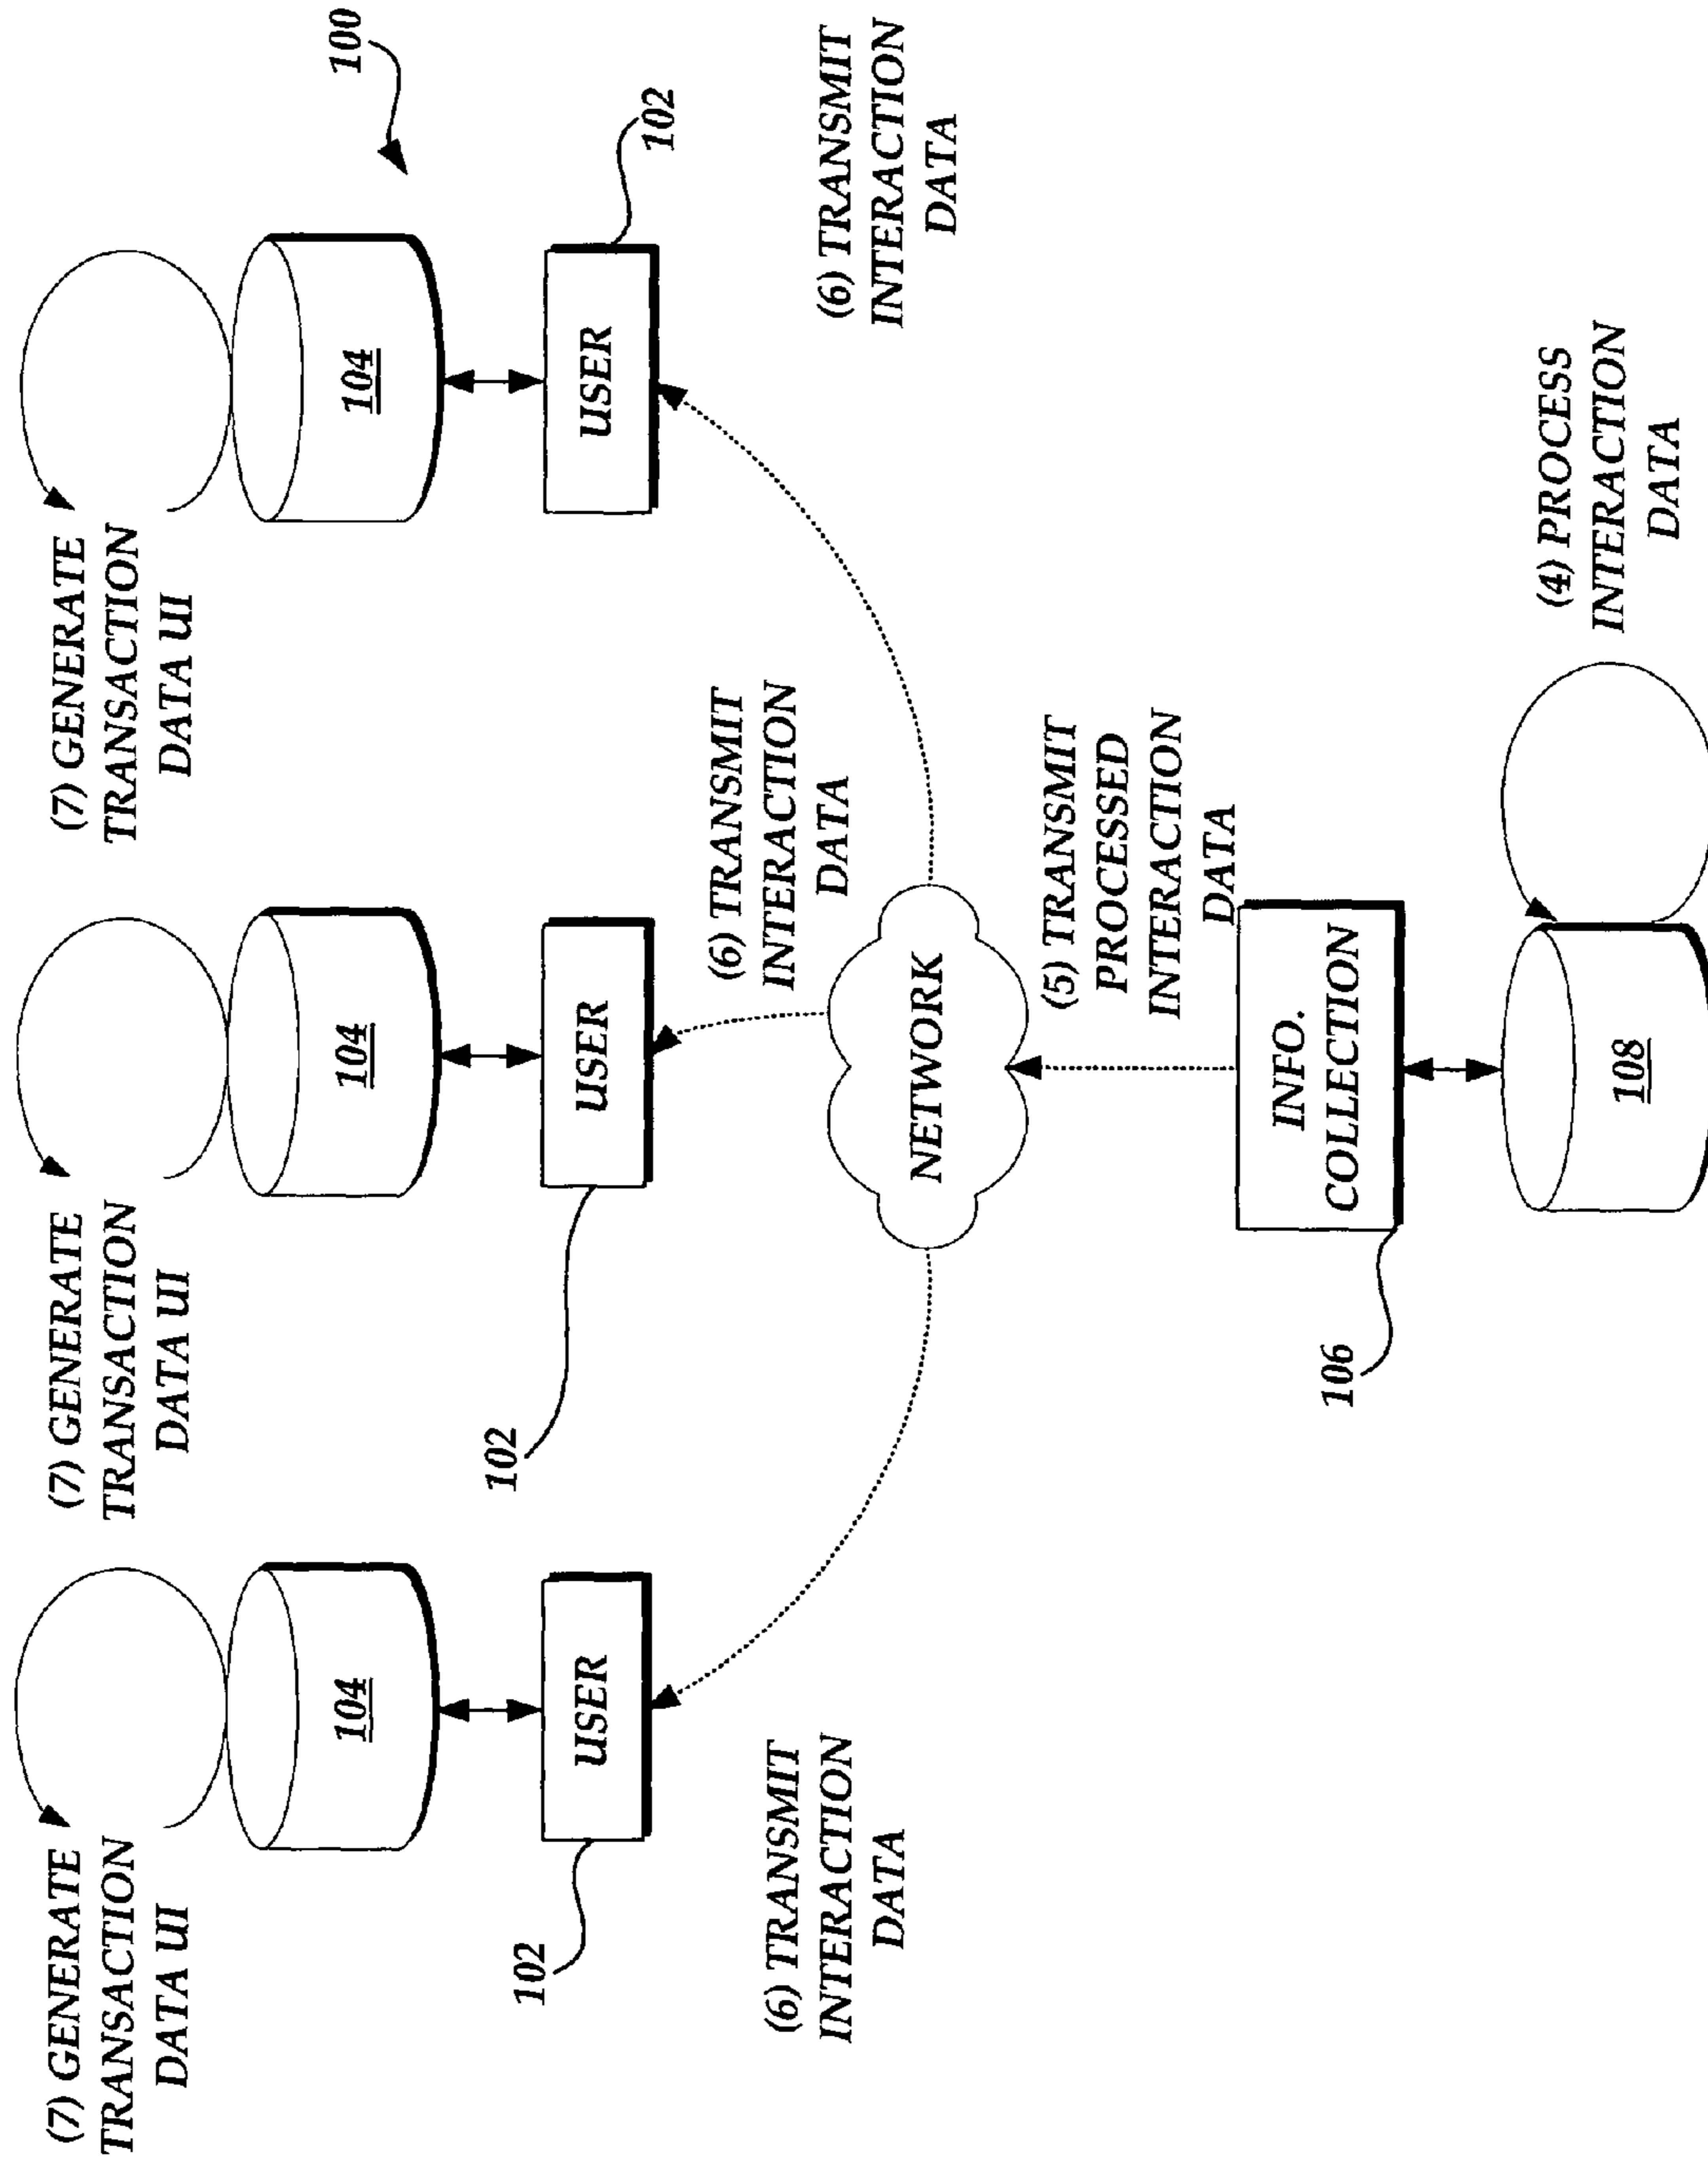 (7) GENERATE
TRANSACTION
DATA UI
(7) GENERATE
TRANSACTION
DATA UI
(7) GENERATE
TRANSACTION
DATA UI
100
104
104
104
102
102
102
USER
USER
USER
(6) TRANSMIT
INTERACTION
DATA
(6) TRANSMIT
INTERACTION
DATA
(6) TRANSMIT
INTERACTION
DATA
NETWORK
(5) TRANSMIT
PROCESSED
INTERACTION
DATA
106
INFO.
COLLECTION
(4) PROCESS
INTERACTION
DATA
108